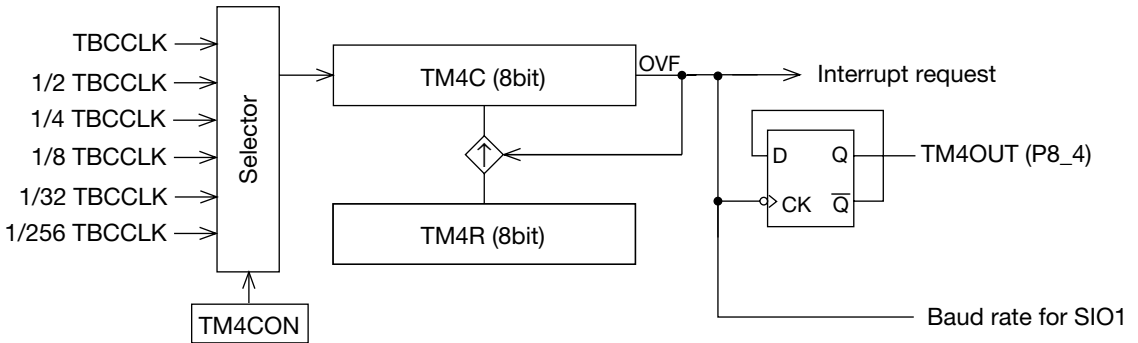 TBCCLK
1/2 TBCCLK
1/4 TBCCLK
1/8 TBCCLK
1/32 TBCCLK
1/256 TBCCLK
Selector
TM4CON
TM4C (8bit)
OVF
TM4R (8bit)
Interrupt request
D
Q
CK
Q̅
TM4OUT (P8_4)
Baud rate for SIO1